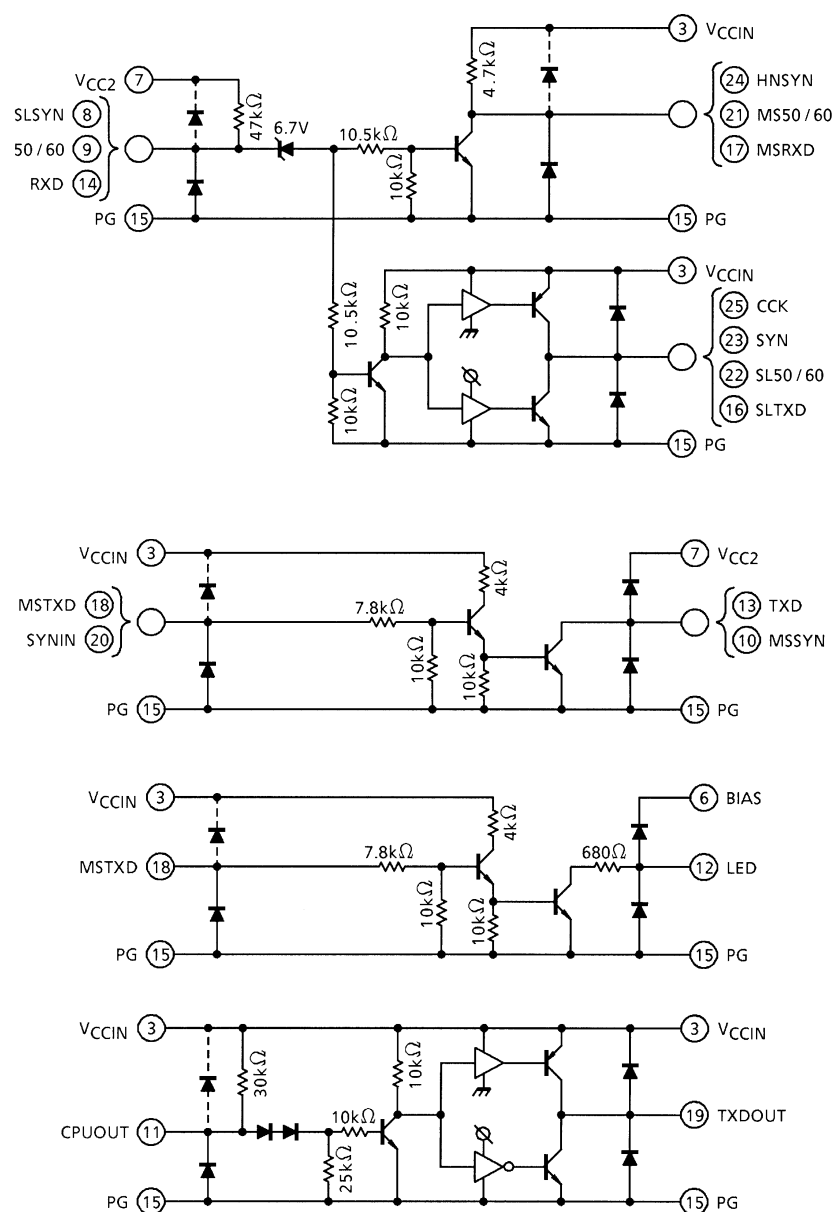 3 VCCIN
VCC2 7
4.7kΩ
24 HNSYN
SLSYN 8
47kΩ
6.7V
21 MS50/60
50/60 9
10.5kΩ
17 MSRXD
RXD 14
10kΩ
PG 15
15 PG
3 VCCIN
10.5kΩ
10kΩ
25 CCK
23 SYN
22 SL50/60
10kΩ
16 SLTXD
15 PG
VCCIN 3
7 VCC2
4kΩ
MSTXD 18
7.8kΩ
13 TXD
SYNIN 20
10 MSSYN
10kΩ
10kΩ
PG 15
15 PG
VCCIN 3
6 BIAS
4kΩ
MSTXD 18
7.8kΩ
680Ω
12 LED
10kΩ
10kΩ
PG 15
15 PG
VCCIN 3
3 VCCIN
30kΩ
10kΩ
CPUOUT 11
10kΩ
19 TXDOUT
25kΩ
PG 15
15 PG